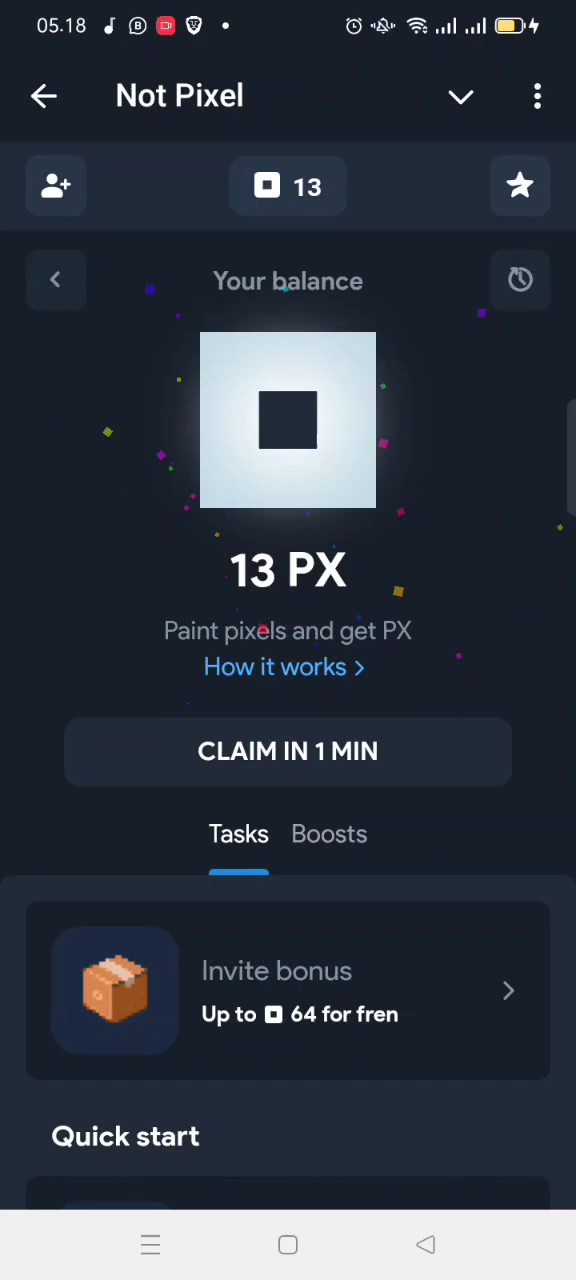 05.18
Not Pixel
13
Your balance
13 PX
Paint pixels and get PX
How it works
CLAIM IN 1 MIN
Tasks Boosts
Invite bonus
Up to 64 for fren
Quick start